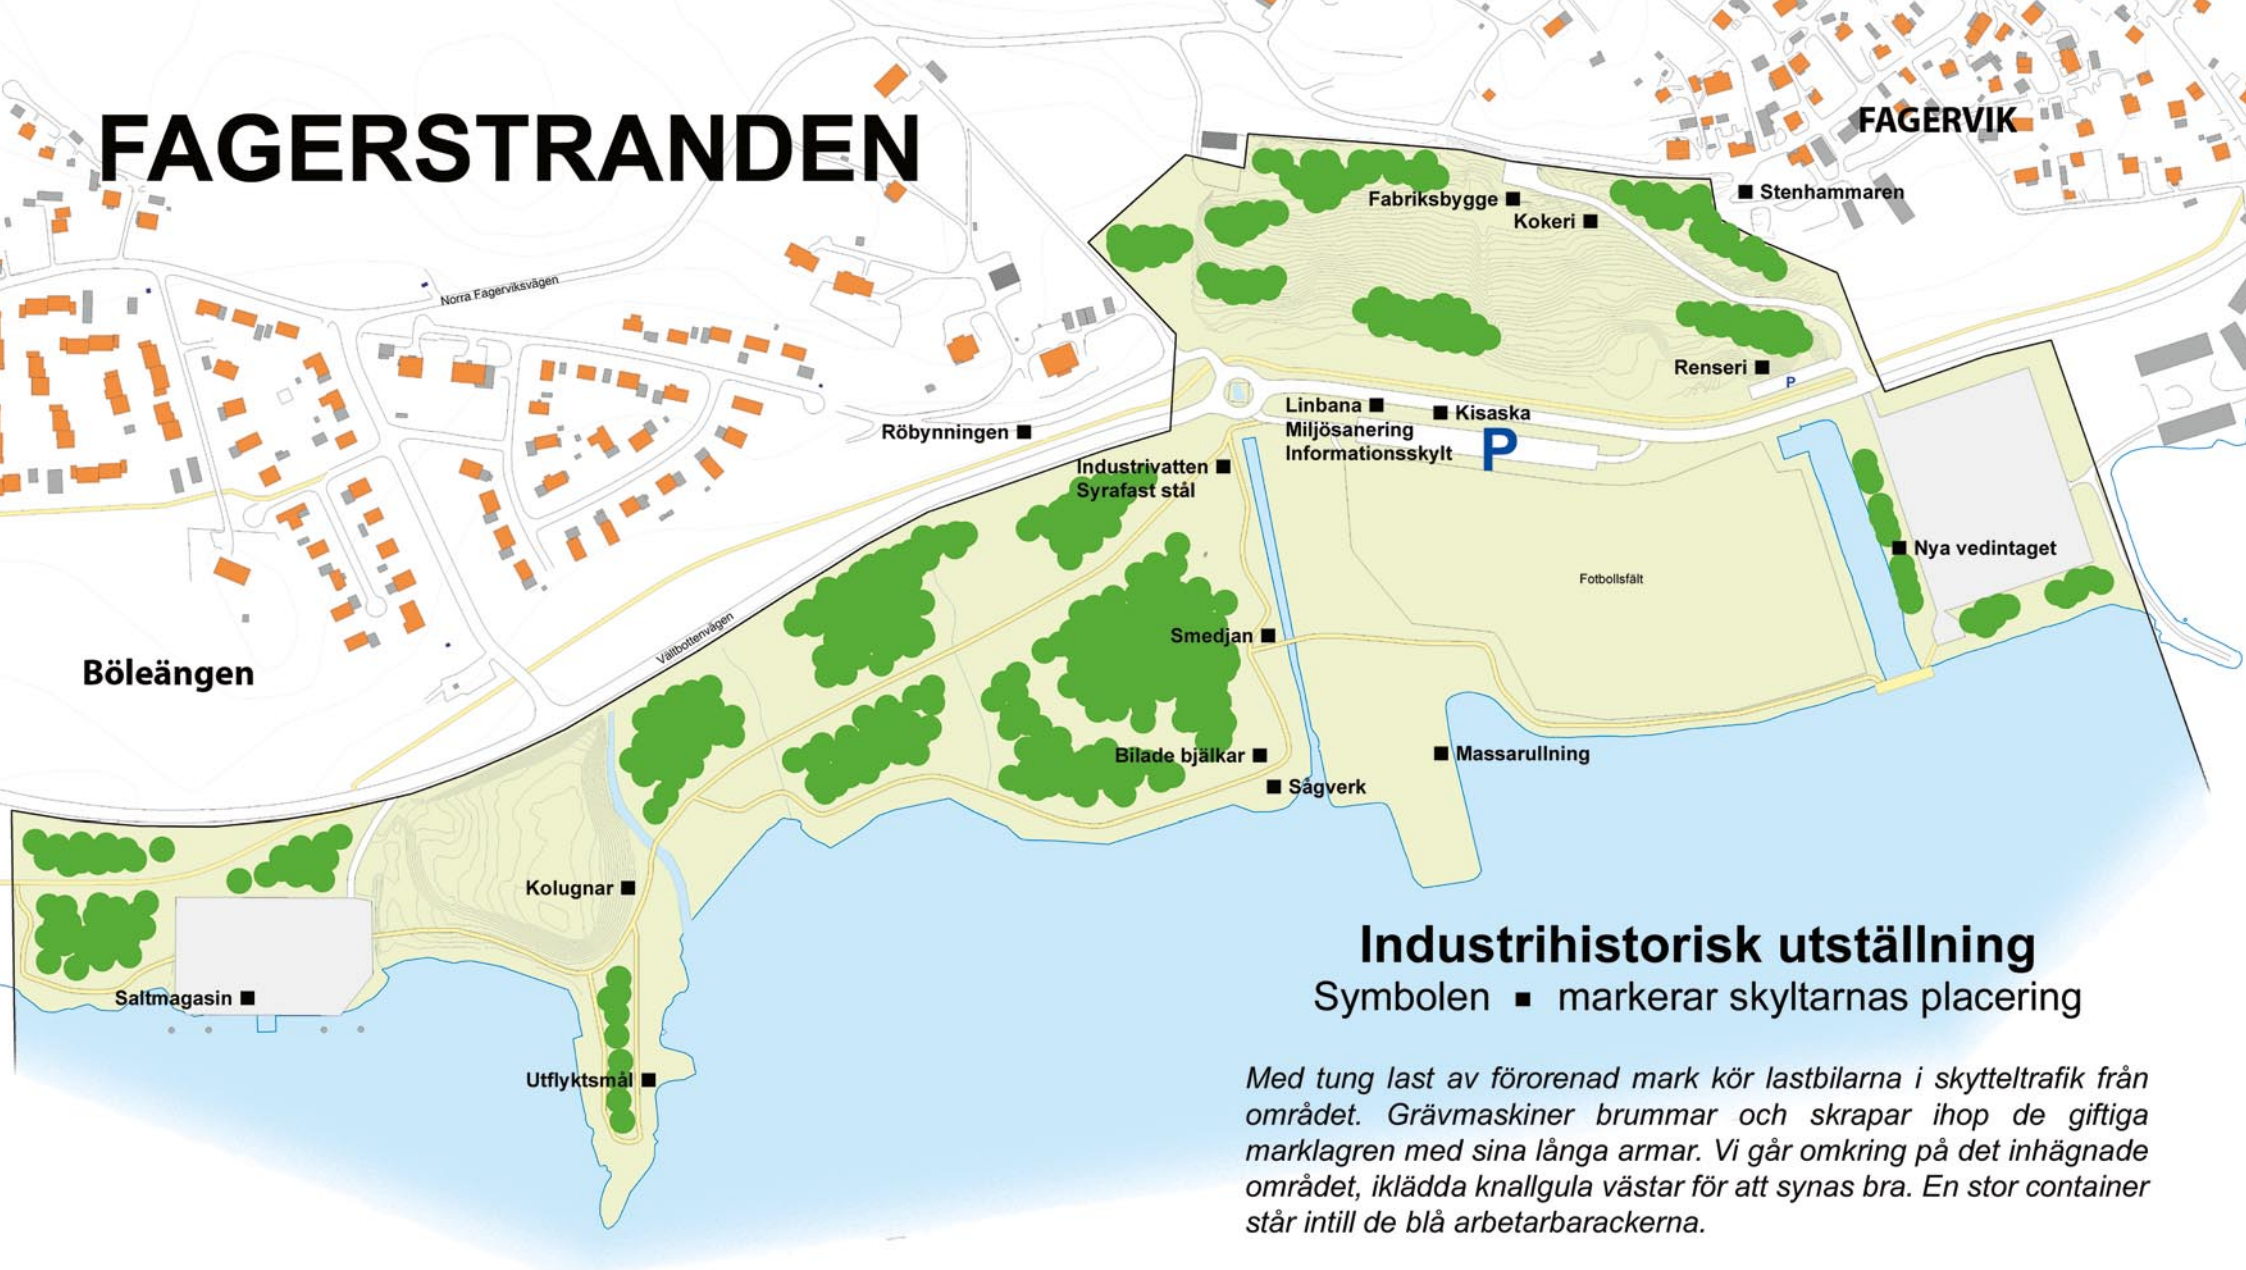 FAGERSTRANDEN
FAGERVIK
Stenhammaren
Fabriksbygge
Kokeri
Norra Fagerviksvägen
Renseri
P
Linbana
Kisaska
Miljösanering
Informationsskylt
P
Röbynningen
Industrivatten
Syrafast stål
Nya vedintaget
Fotbollsfält
Smedjan
Vältbottenvägen
Böleängen
Bilade bjälkar
Massarullning
Sågverk
Kolugnar
Saltmagasin
Utflyktsmål
Industrihistorisk utställning
Symbolen ■ markerar skyltarnas placering
Med tung last av förorenad mark kör lastbilarna i skytteltrafik från
området. Grävmaskiner brummar och skrapar ihop de giftiga
marklagren med sina långa armar. Vi går omkring på det inhägnade
området, iklädda knallgula västar för att synas bra. En stor container
står intill de blå arbetarbarackerna.